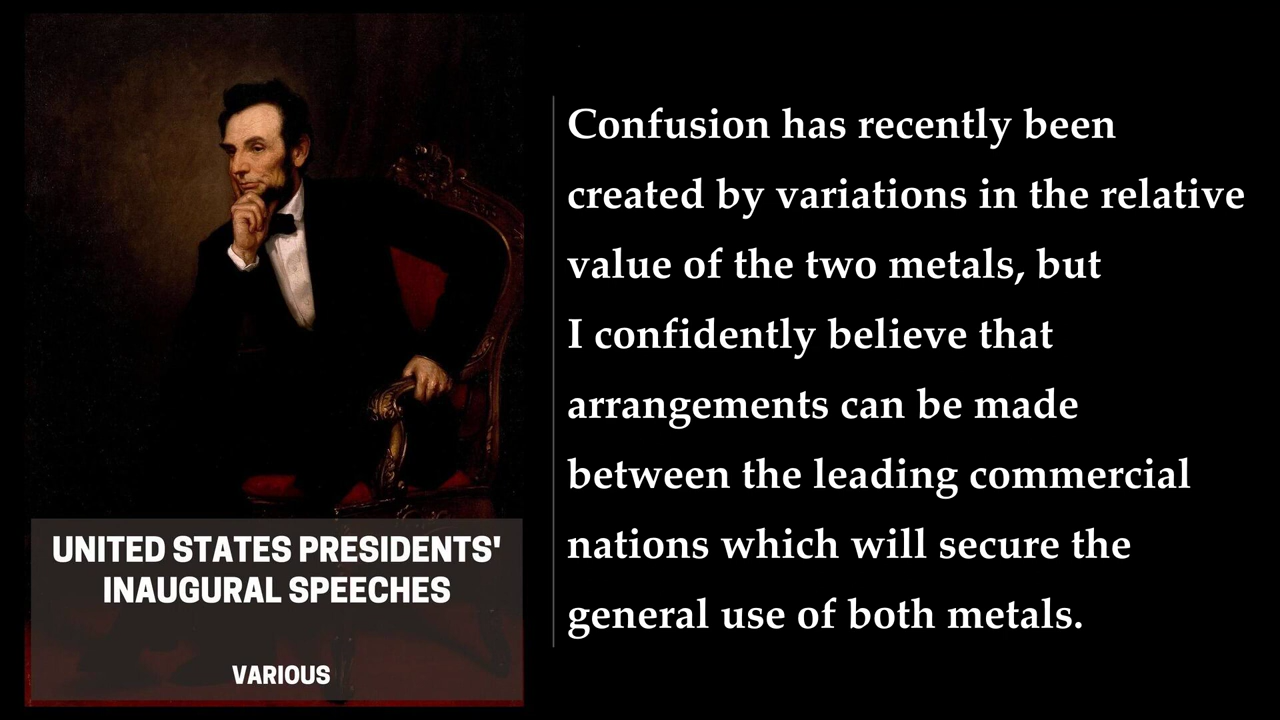 Confusion has recently been
created by variations in the relative
value of the two metals, but
I confidently believe that
arrangements can be made
between the leading commercial
nations which will secure the
general use of both metals.
UNITED STATES PRESIDENTS'
INAUGURAL SPEECHES
VARIOUS